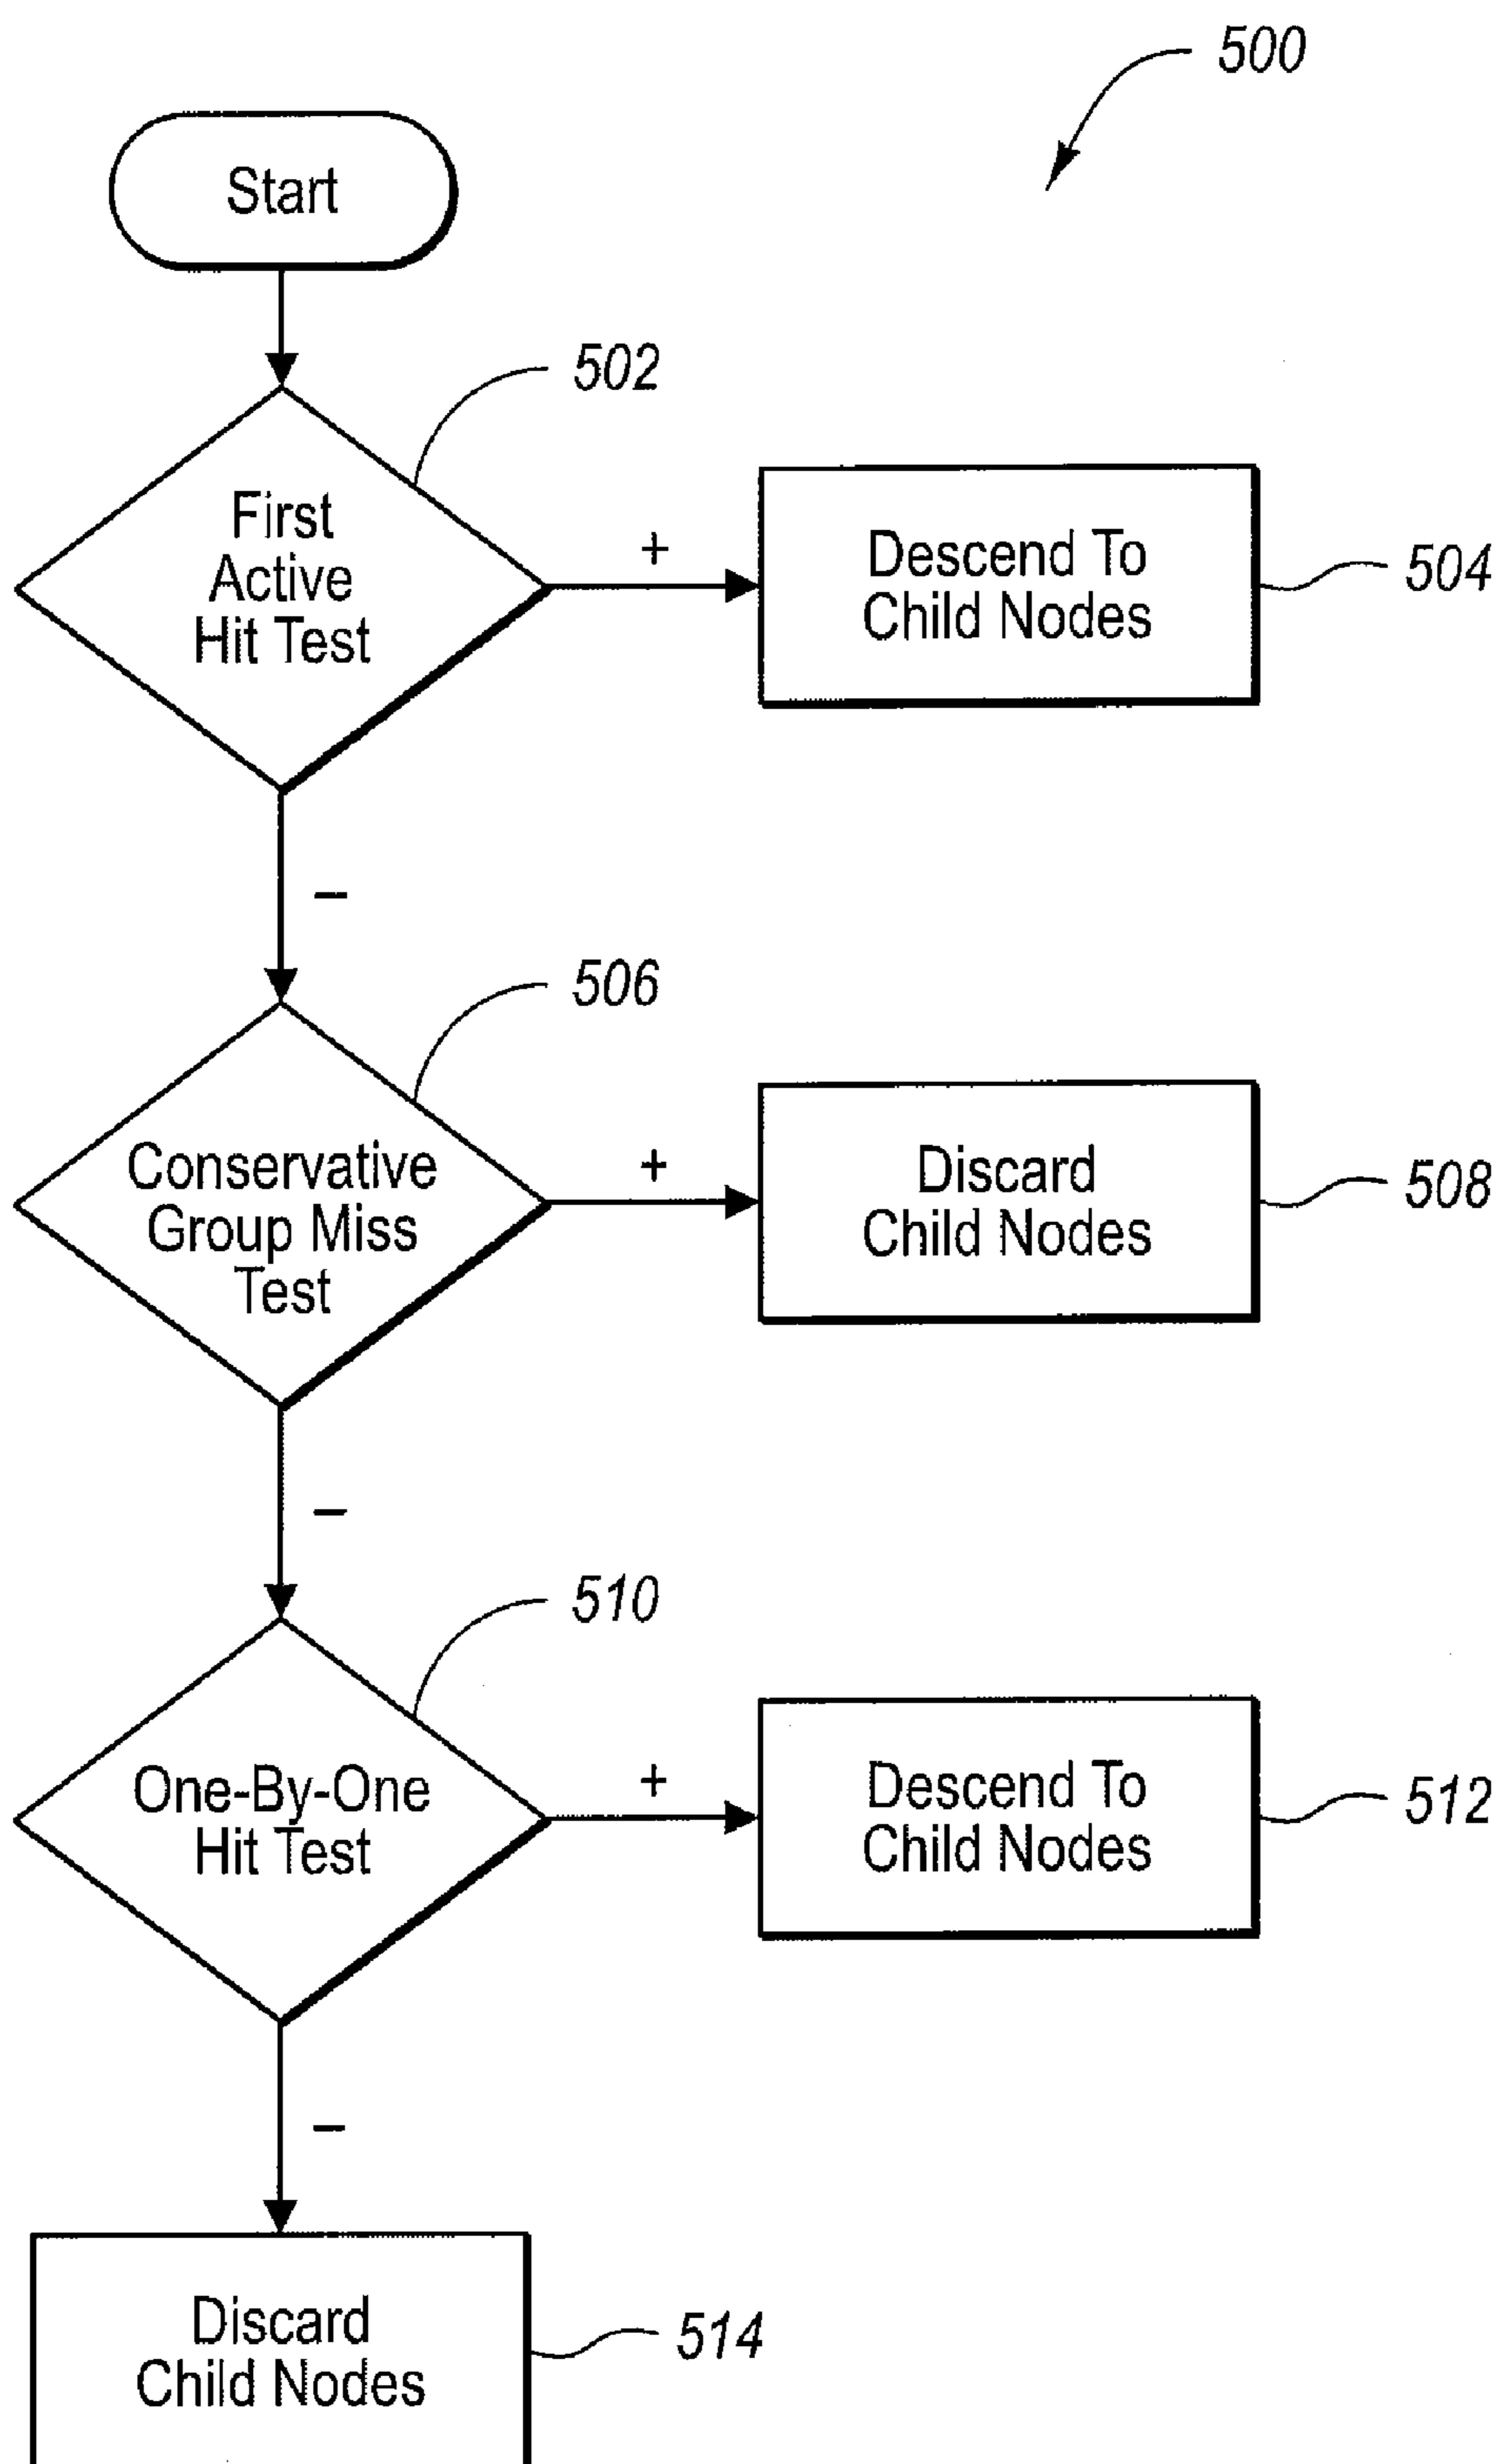 500
Start
502
First
Active
Hit Test
+
Descend To
Child Nodes
504
–
506
Conservative
Group Miss
Test
+
Discard
Child Nodes
508
–
510
One-By-One
Hit Test
+
Descend To
Child Nodes
512
–
Discard
Child Nodes
514